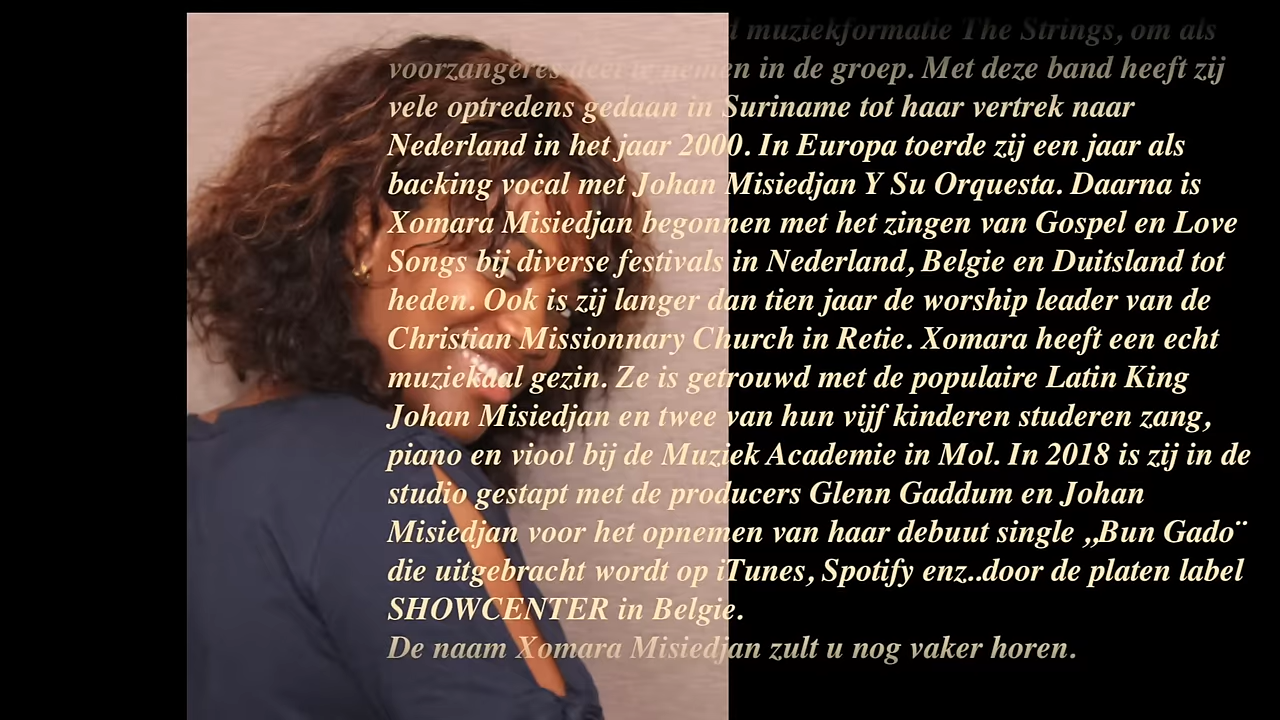 muziekformatie The Strings, om als
voorzangeres deel te nemen in de groep. Met deze band heeft zij
vele optredens gedaan in Suriname tot haar vertrek naar
Nederland in het jaar 2000. In Europa toerde zij een jaar als
backing vocal met Johan Misiedjan Y Su Orquesta. Daarna is
Xomara Misiedjan begonnen met het zingen van Gospel en Love
Songs bij diverse festivals in Nederland, Belgie en Duitsland tot
heden. Ook is zij langer dan tien jaar de worship leader van de
Christian Missionnary Church in Retie. Xomara heeft een echt
muziekaal gezin. Ze is getrouwd met de populaire Latin King
Johan Misiedjan en twee van hun vijf kinderen studeren zang,
piano en viool bij de Muziek Academie in Mol. In 2018 is zij in de
studio gestapt met de producers Glenn Gaddum en Johan
Misiedjan voor het opnemen van haar debuut single ,,Bun Gado¨
die uitgebracht wordt op iTunes, Spotify enz..door de platen label
SHOWCENTER in Belgie.
De naam Xomara Misiedjan zult u nog vaker horen.